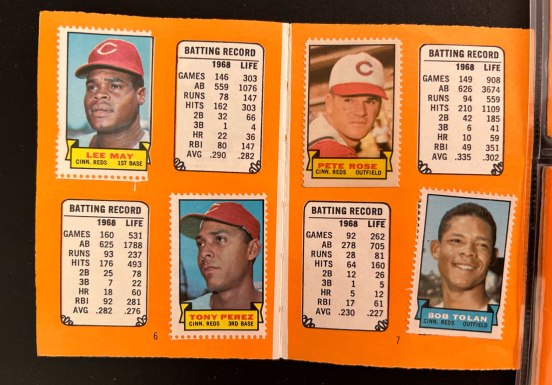 BATTING RECORD
1968 LIFE
GAMES 146 303
AB 559 1076
RUNS 78 147
HITS 162 303
2B 32 66
3B 1 4
HR 22 36
RBI 80 147
AVG .290 .282
C
LEE MAY
CINN. REDS 1ST BASE
BATTING RECORD
1968 LIFE
GAMES 160 531
AB 625 1788
RUNS 93 237
HITS 176 493
2B 25 78
3B 7 22
HR 18 60
RBI 92 281
AVG .282 .276
TONY PEREZ
CINN. REDS 3RD BASE
6
C
PETE ROSE
CINN. REDS OUTFIELD
BATTING RECORD
1968 LIFE
GAMES 149 908
AB 626 3674
RUNS 94 559
HITS 210 1109
2B 42 185
3B 6 41
HR 10 59
RBI 49 351
AVG .335 .302
BATTING RECORD
1968 LIFE
GAMES 92 262
AB 278 705
RUNS 28 81
HITS 64 160
2B 12 26
3B 1 5
HR 5 12
RBI 17 61
AVG .230 .227
BOB TOLAN
CINN. REDS OUTFIELD
7